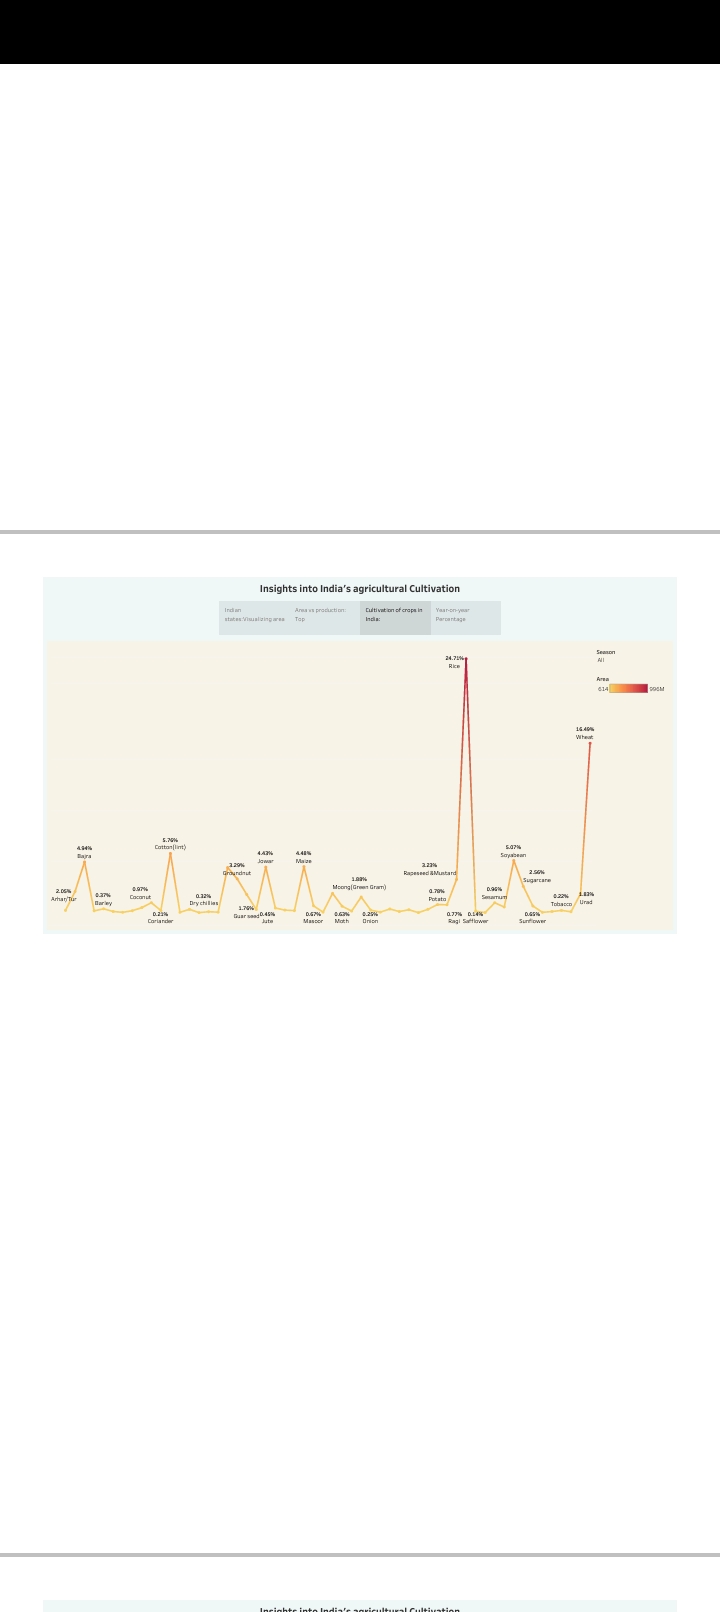 Insights into India's agricultural Cultivation
Indian
states:Visualizing area
Area vs production:
Top
Cultivation of crops in
India:
Year-on-year
Percentage
Season
All
Area
614
996M
24.71%
Rice
16.49%
Wheat
5.76%
Cotton(lint)
4.94%
Bajra
3.29%
Groundnut
4.43%
Jowar
4.48%
Maize
5.07%
Soyabean
3.23%
Rapeseed &Mustard
2.56%
Sugarcane
1.88%
Moong(Green Gram)
2.05%
Arhar/Tur
0.37%
Barley
0.97%
Coconut
0.32%
Dry chillies
0.78%
Potato
0.96%
Sesamum
0.22%
Tobacco
1.83%
Urad
0.21%
Coriander
1.76%
Guar seed
0.45%
Jute
0.67%
Masoor
0.63%
Moth
0.25%
Onion
0.77%
Ragi
0.14%
Safflower
0.65%
Sunflower
Insights into India's agricultural Cultivation